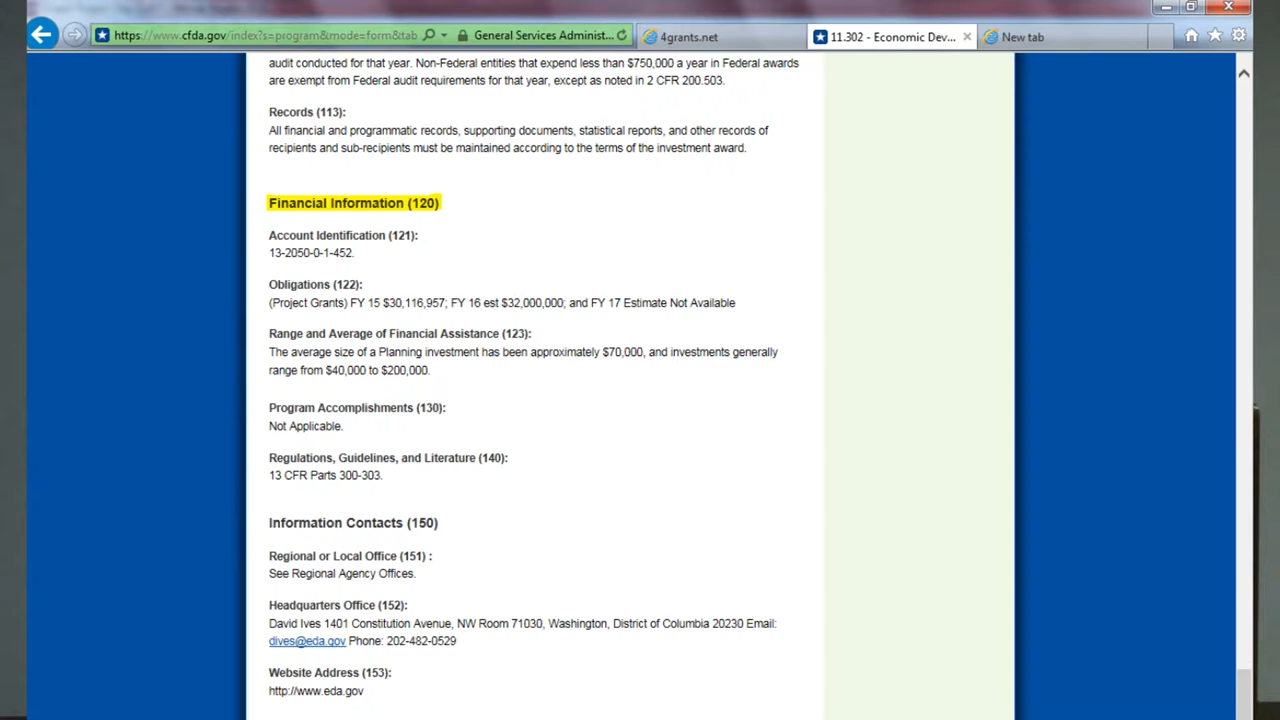 https://www.cfda.gov/index?s=program&mode=form&tab
General Services Administ...
4grants.net
11.302 - Economic Dev...
New tab
audit conducted for that year. Non-Federal entities that expend less than $750,000 a year in Federal awards
are exempt from Federal audit requirements for that year, except as noted in 2 CFR 200.503.
Records (113):
All financial and programmatic records, supporting documents, statistical reports, and other records of
recipients and sub-recipients must be maintained according to the terms of the investment award.
Financial Information (120)
Account Identification (121):
13-2050-0-1-452.
Obligations (122):
(Project Grants) FY 15 $30,116,957; FY 16 est $32,000,000; and FY 17 Estimate Not Available
Range and Average of Financial Assistance (123):
The average size of a Planning investment has been approximately $70,000, and investments generally
range from $40,000 to $200,000.
Program Accomplishments (130):
Not Applicable.
Regulations, Guidelines, and Literature (140):
13 CFR Parts 300-303.
Information Contacts (150)
Regional or Local Office (151) :
See Regional Agency Offices.
Headquarters Office (152):
David Ives 1401 Constitution Avenue, NW Room 71030, Washington, District of Columbia 20230 Email:
dives@eda.gov Phone: 202-482-0529
Website Address (153):
http://www.eda.gov